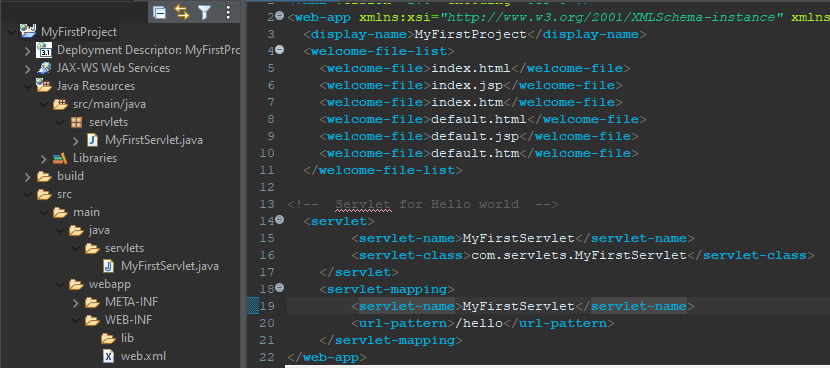 MyFirstProject
Deployment Descriptor: MyFirstPro
JAX-WS Web Services
Java Resources
src/main/java
servlets
MyFirstServlet.java
Libraries
build
src
main
java
servlets
MyFirstServlet.java
webapp
META-INF
WEB-INF
lib
web.xml
2 <web-app xmlns:xsi="http://www.w3.org/2001/XMLSchema-instance" xmlns
3 <display-name>MyFirstProject</display-name>
4 <welcome-file-list>
5 <welcome-file>index.html</welcome-file>
6 <welcome-file>index.jsp</welcome-file>
7 <welcome-file>index.htm</welcome-file>
8 <welcome-file>default.html</welcome-file>
9 <welcome-file>default.jsp</welcome-file>
10 <welcome-file>default.htm</welcome-file>
11 </welcome-file-list>
12
13 <!-- Servlet for Hello world -->
14 <servlet>
15 <servlet-name>MyFirstServlet</servlet-name>
16 <servlet-class>com.servlets.MyFirstServlet</servlet-class>
17 </servlet>
18 <servlet-mapping>
19 <servlet-name>MyFirstServlet</servlet-name>
20 <url-pattern>/hello</url-pattern>
21 </servlet-mapping>
22 </web-app>